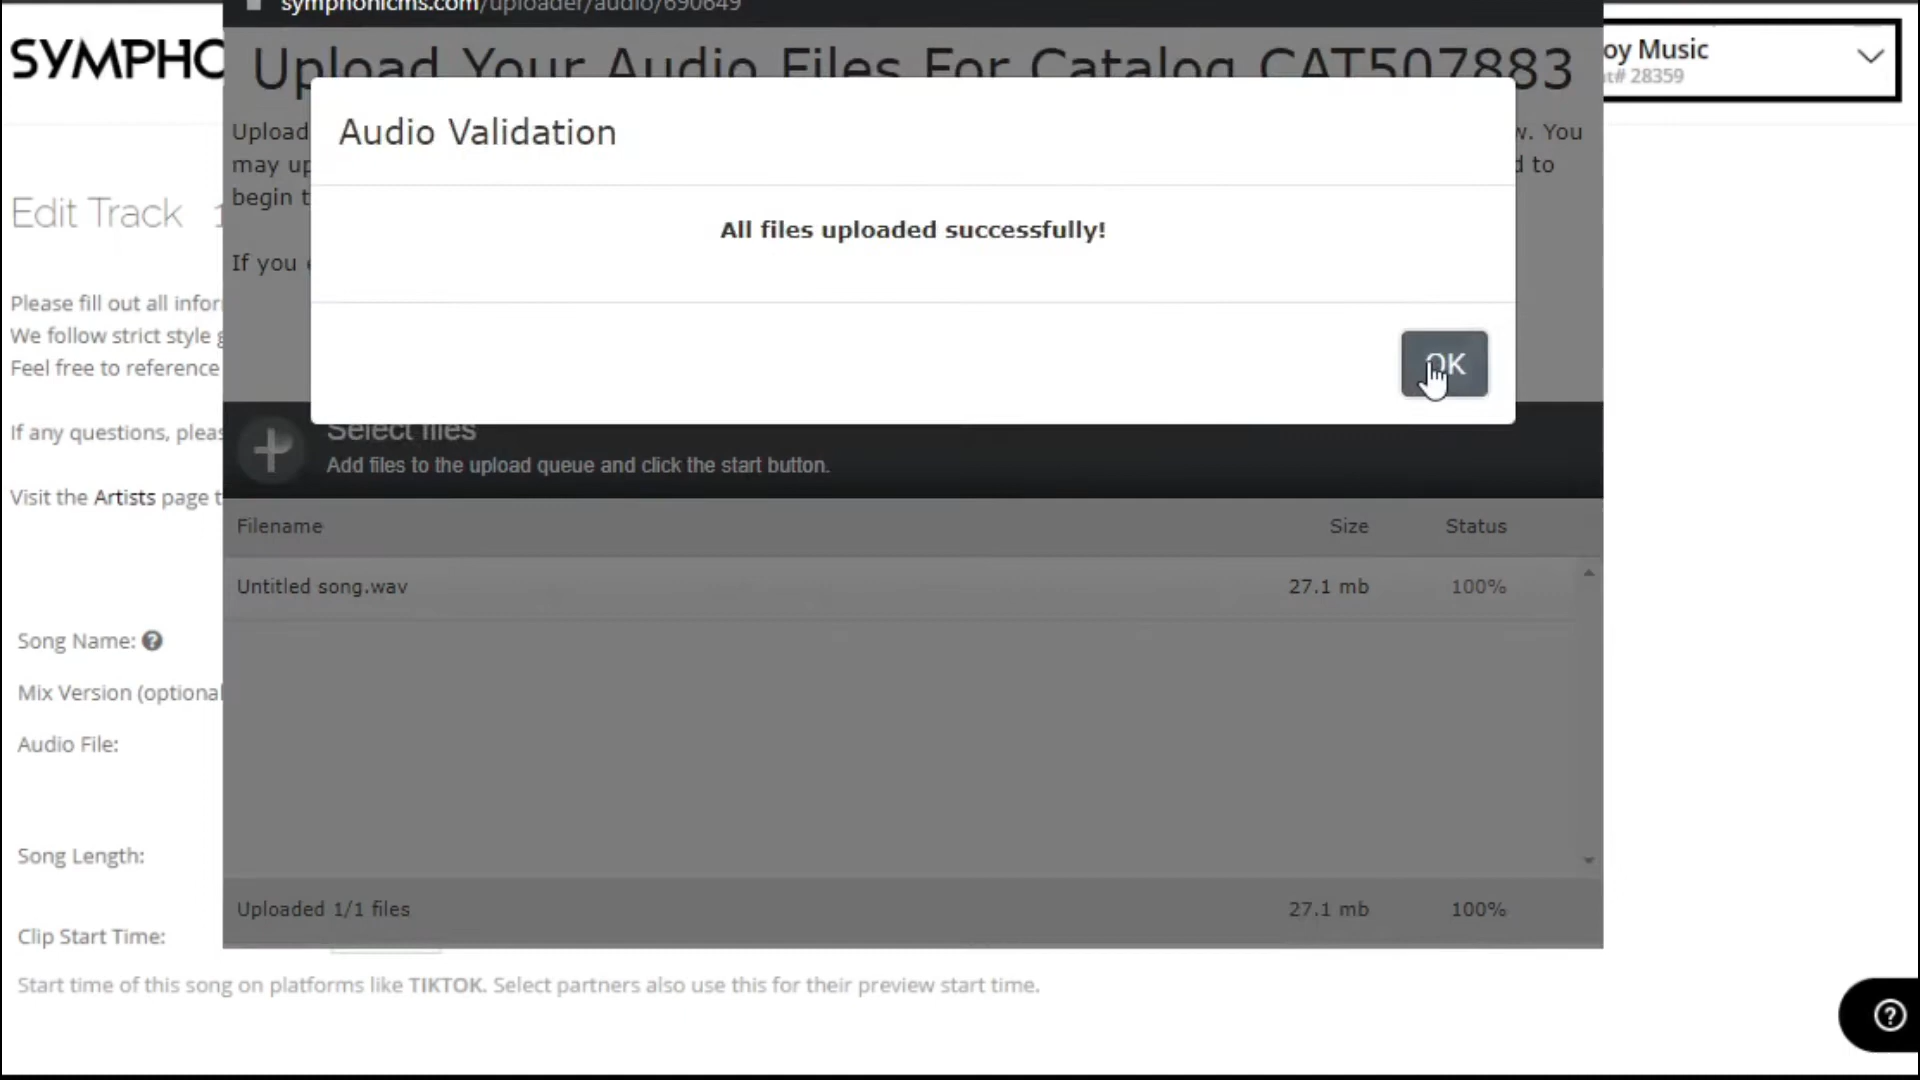 symphonicms.com/uploader/audio/690649
SYMPHO
oy Music
t# 28359
Upload Your Audio Files For Catalog CAT507883
Audio Validation
Upload
w. You
may up
d to
begin t
Edit Track 1
All files uploaded successfully!
If you
Please fill out all infor
We follow strict style g
Feel free to reference
OK
If any questions, pleas
Select files
Add files to the upload queue and click the start button.
Visit the Artists page t
Filename Size Status
Untitled song.wav 27.1 mb 100%
Song Name:
Mix Version (optional
Audio File:
Song Length:
Uploaded 1/1 files 27.1 mb 100%
Clip Start Time:
Start time of this song on platforms like TIKTOK. Select partners also use this for their preview start time.